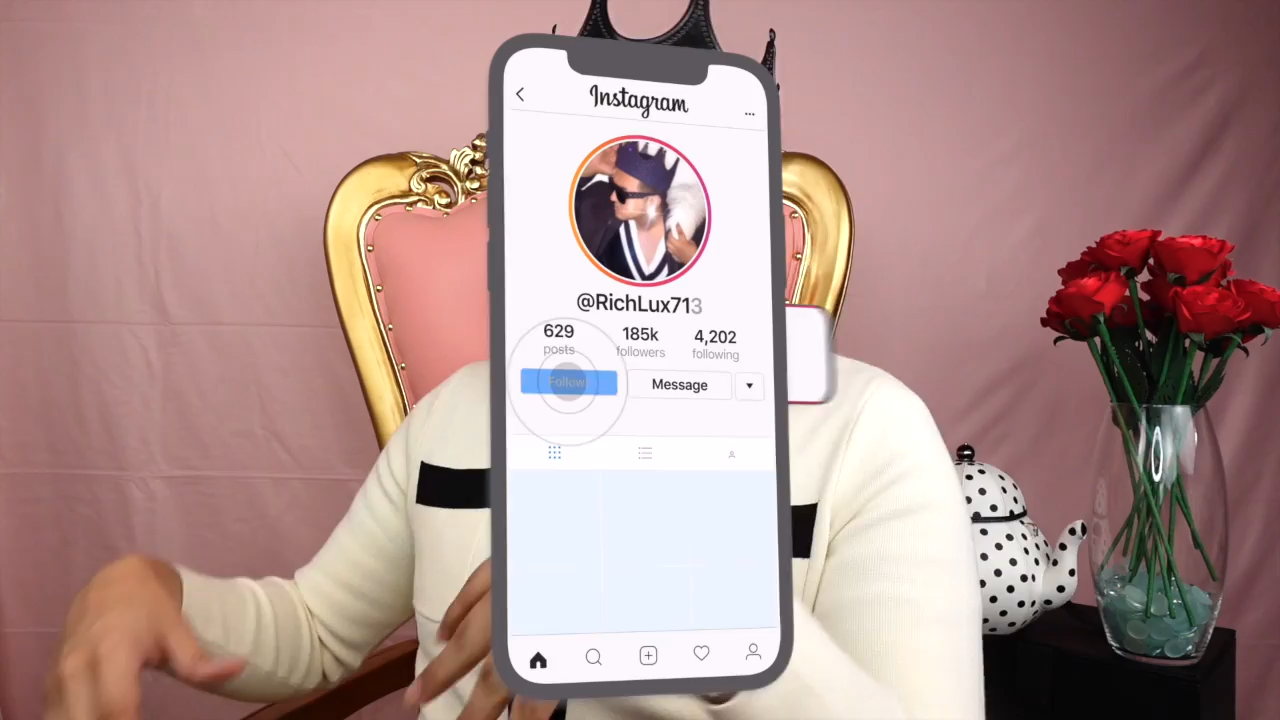 Instagram
@RichLux713
629 185k 4,202
posts followers following
Follow Message